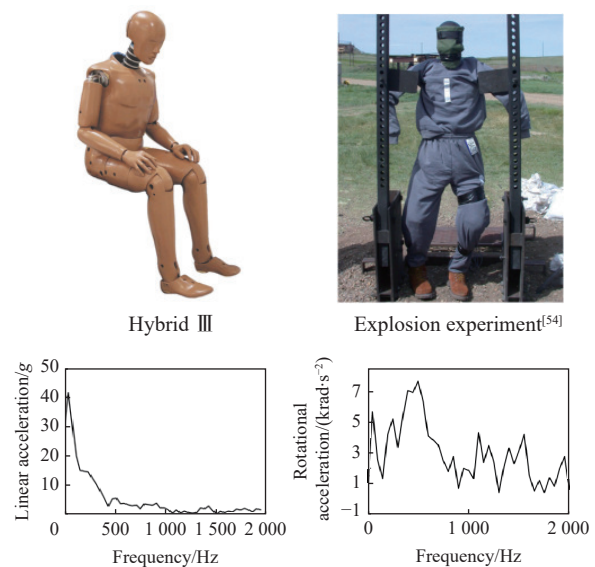 Hybrid Ⅲ
Explosion experiment[54]
Linear acceleration/g
50
40
30
20
10
0
500
1 000
1 500
2 000
Frequency/Hz
Rotational
acceleration/(krad·s−2)
7
5
3
1
−1
0
1 000
2 000
Frequency/Hz